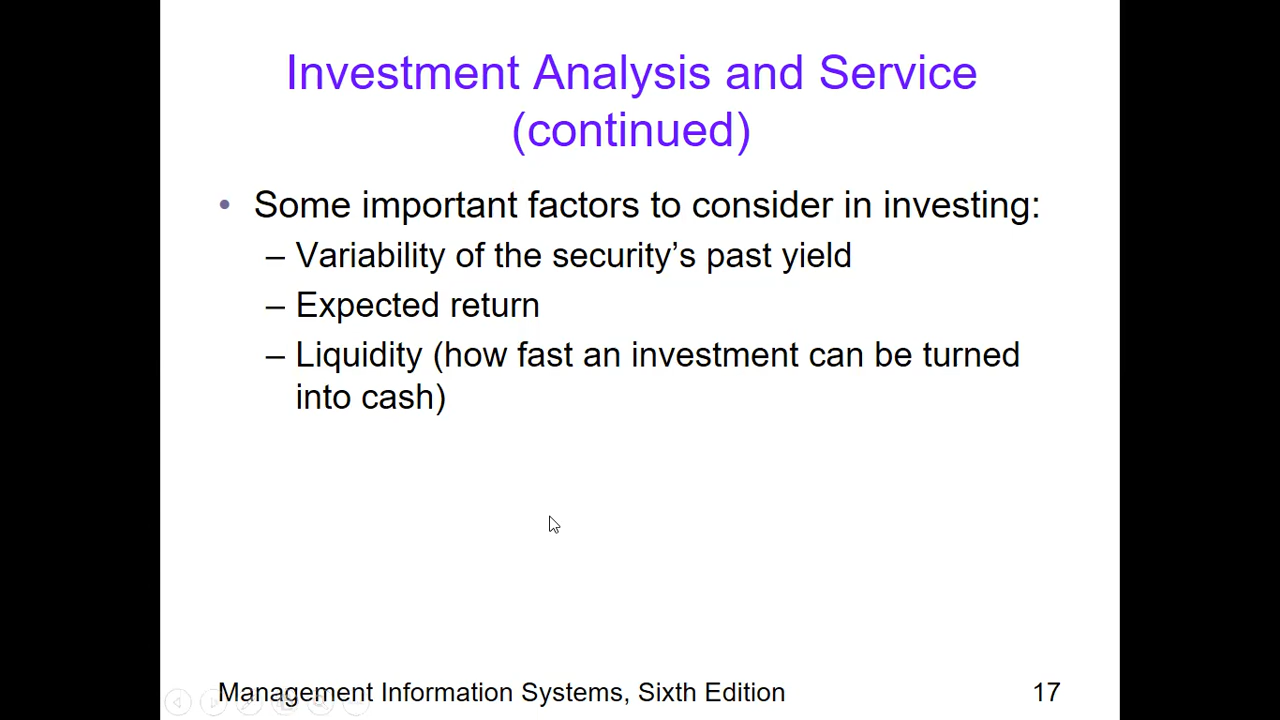 Investment Analysis and Service
(continued)
• Some important factors to consider in investing:
– Variability of the security’s past yield
– Expected return
– Liquidity (how fast an investment can be turned
into cash)
Management Information Systems, Sixth Edition
17